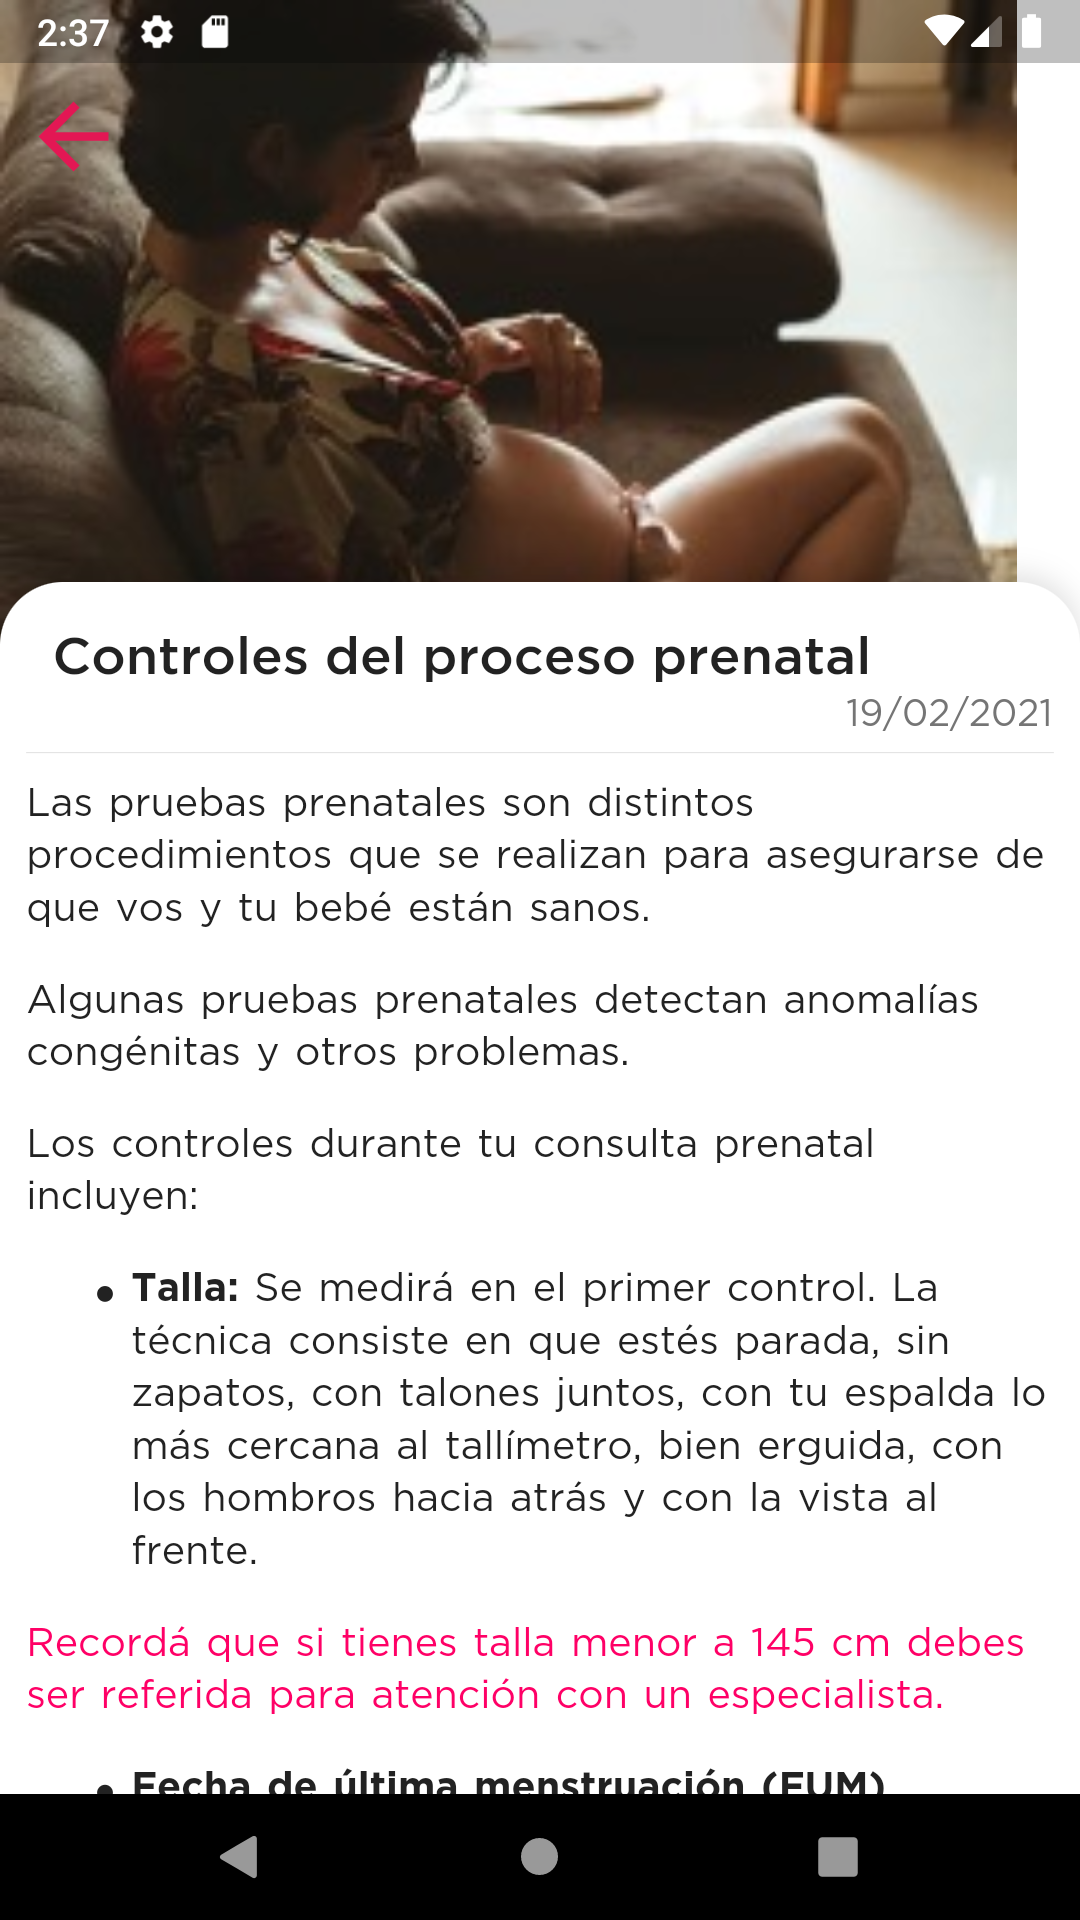 2:37
Controles del proceso prenatal
19/02/2021
Las pruebas prenatales son distintos
procedimientos que se realizan para asegurarse de
que vos y tu bebé están sanos.
Algunas pruebas prenatales detectan anomalías
congénitas y otros problemas.
Los controles durante tu consulta prenatal
incluyen:
• Talla: Se medirá en el primer control. La
técnica consiste en que estés parada, sin
zapatos, con talones juntos, con tu espalda lo
más cercana al tallímetro, bien erguida, con
los hombros hacia atrás y con la vista al
frente.
Recordá que si tienes talla menor a 145 cm debes
ser referida para atención con un especialista.
• Fecha de última menstruación (FUM)